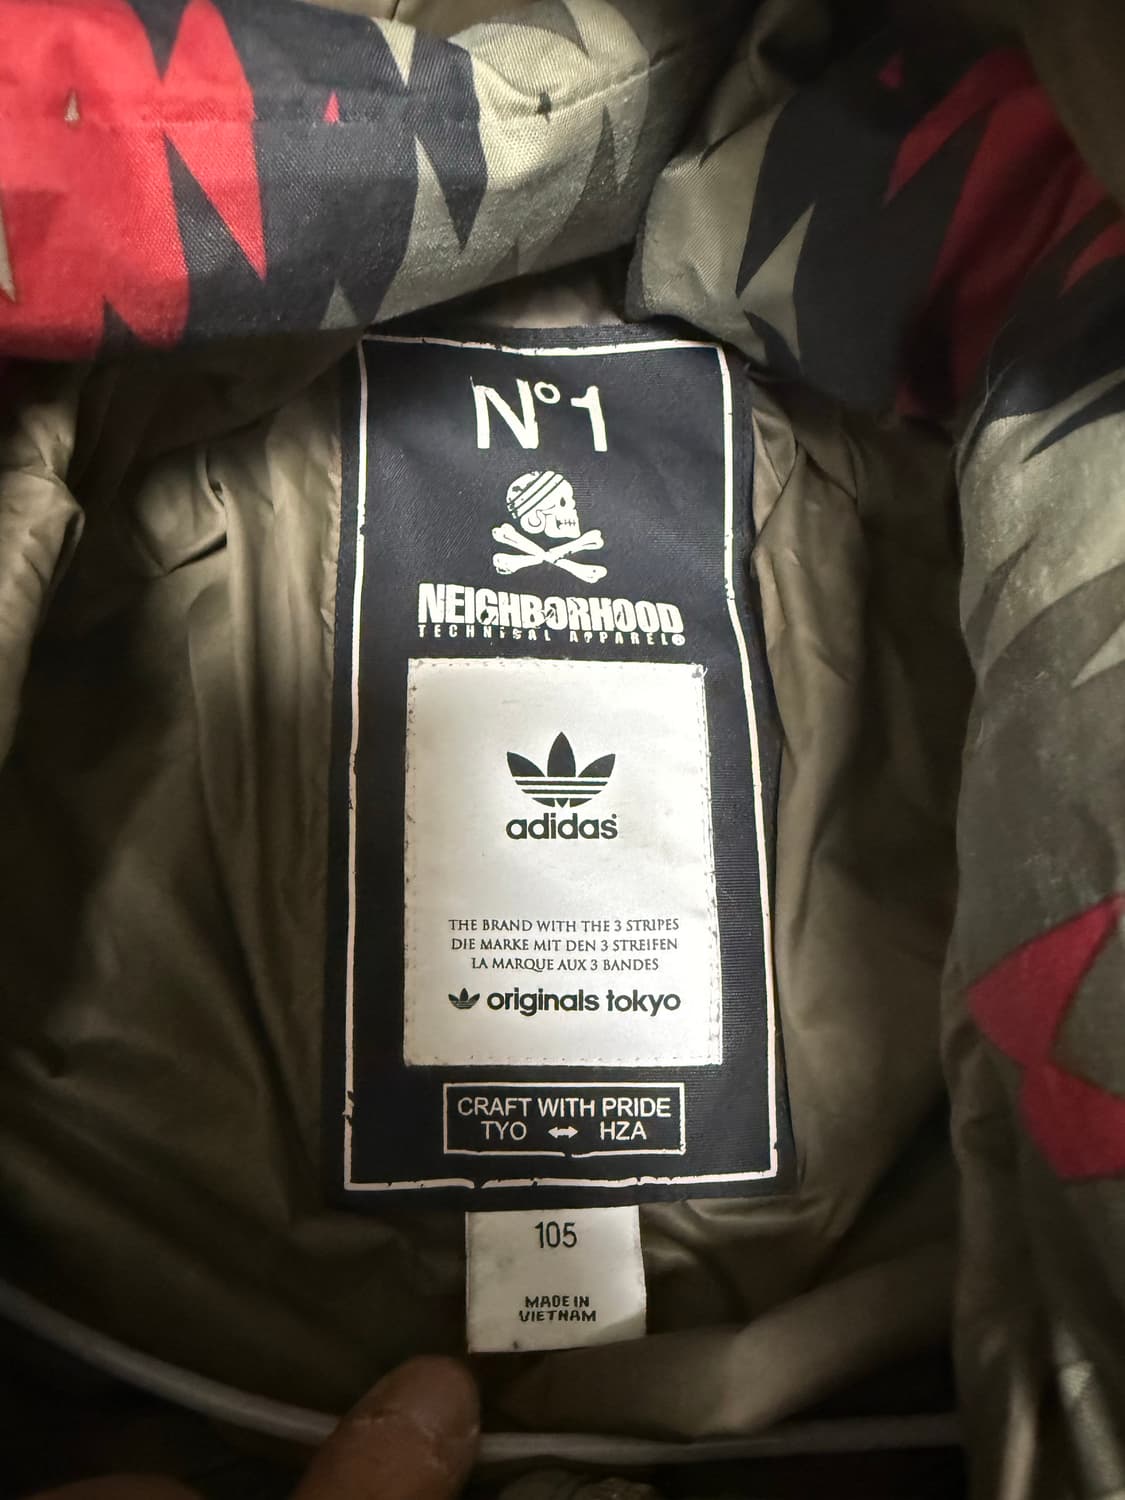 N°1
NEIGHBORHOOD
TECHNICAL APPAREL
adidas
THE BRAND WITH THE 3 STRIPES
DIE MARKE MIT DEN 3 STREIFEN
LA MARQUE AUX 3 BANDES
originals tokyo
CRAFT WITH PRIDE
TYO ↔ HZA
105
MADE IN
VIETNAM